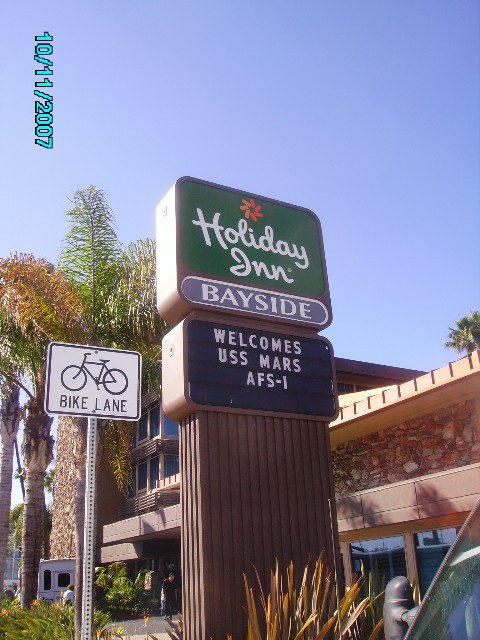 10/11/2007
Holiday
Inn
BAYSIDE
WELCOMES
USS MARS
AFS-1
BIKE LANE